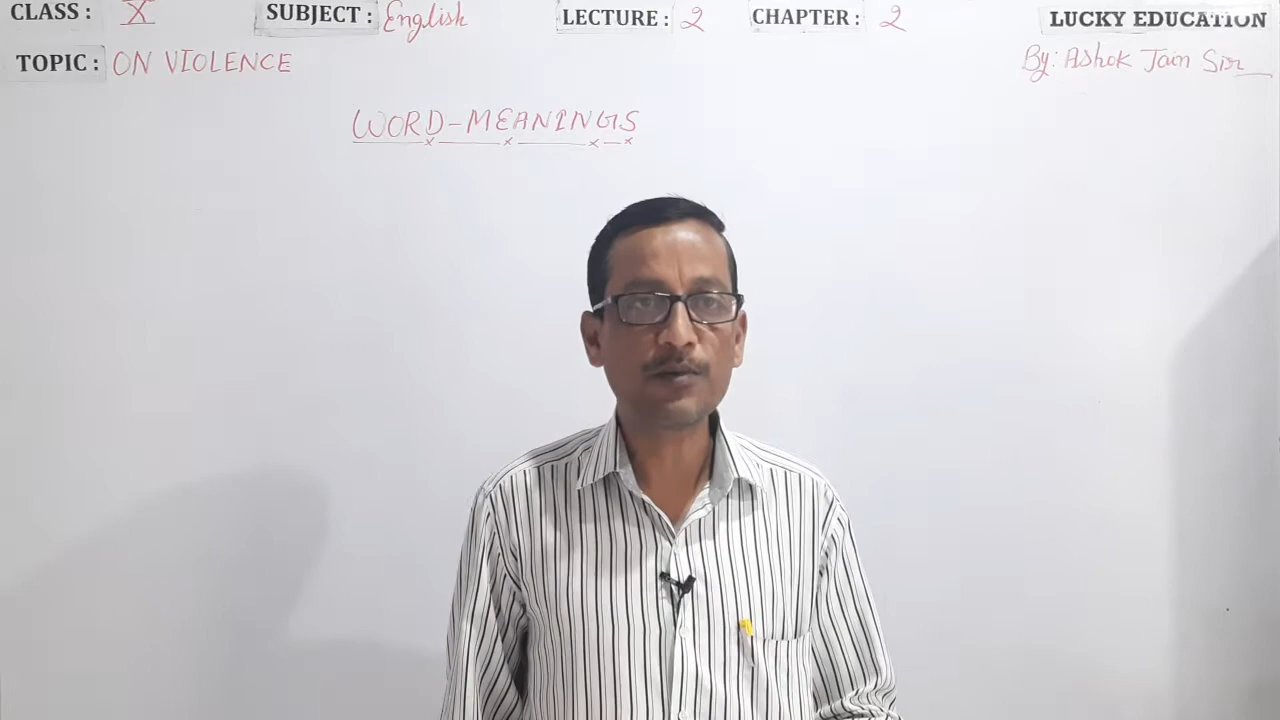 CLASS : X SUBJECT : English LECTURE : 2 CHAPTER : 2 LUCKY EDUCATION
TOPIC : ON VIOLENCE By: Ashok Jain Sir
WORD-MEANINGS